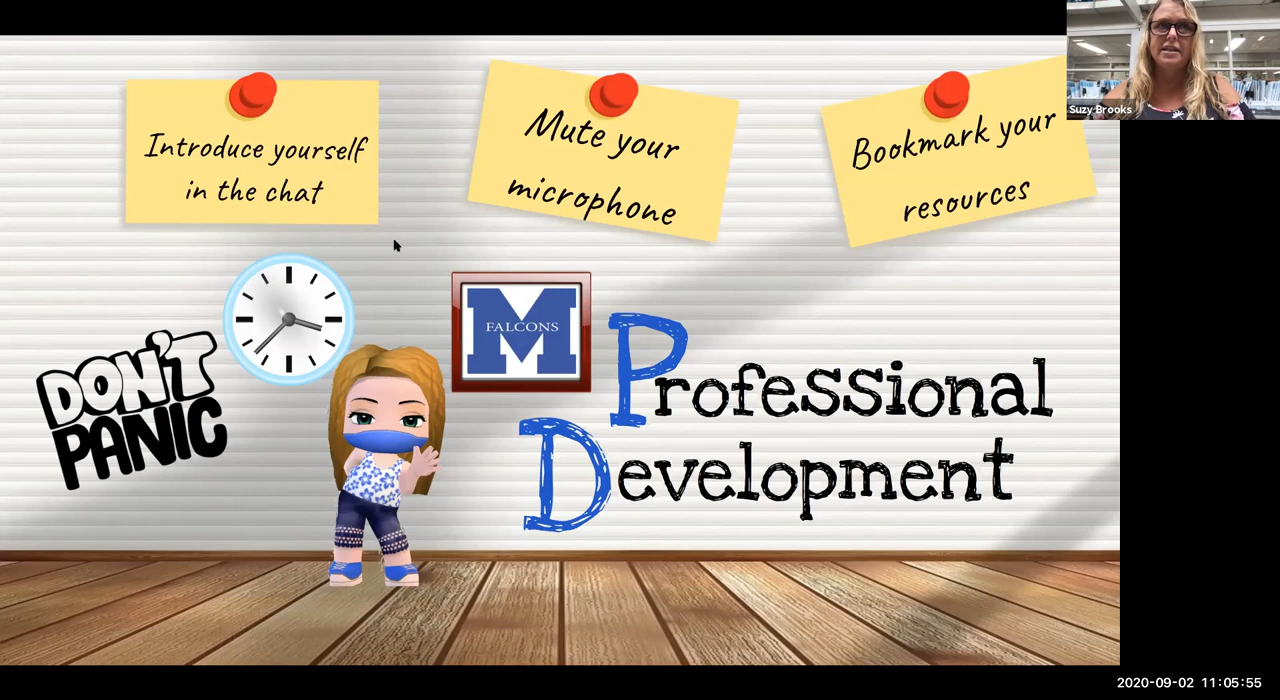 Introduce yourself
in the chat
Mute your
microphone
Bookmark your
resources
Suzy Brooks
DON'T
PANIC
FALCONS
M
Professional
Development
2020-09-02 11:05:55